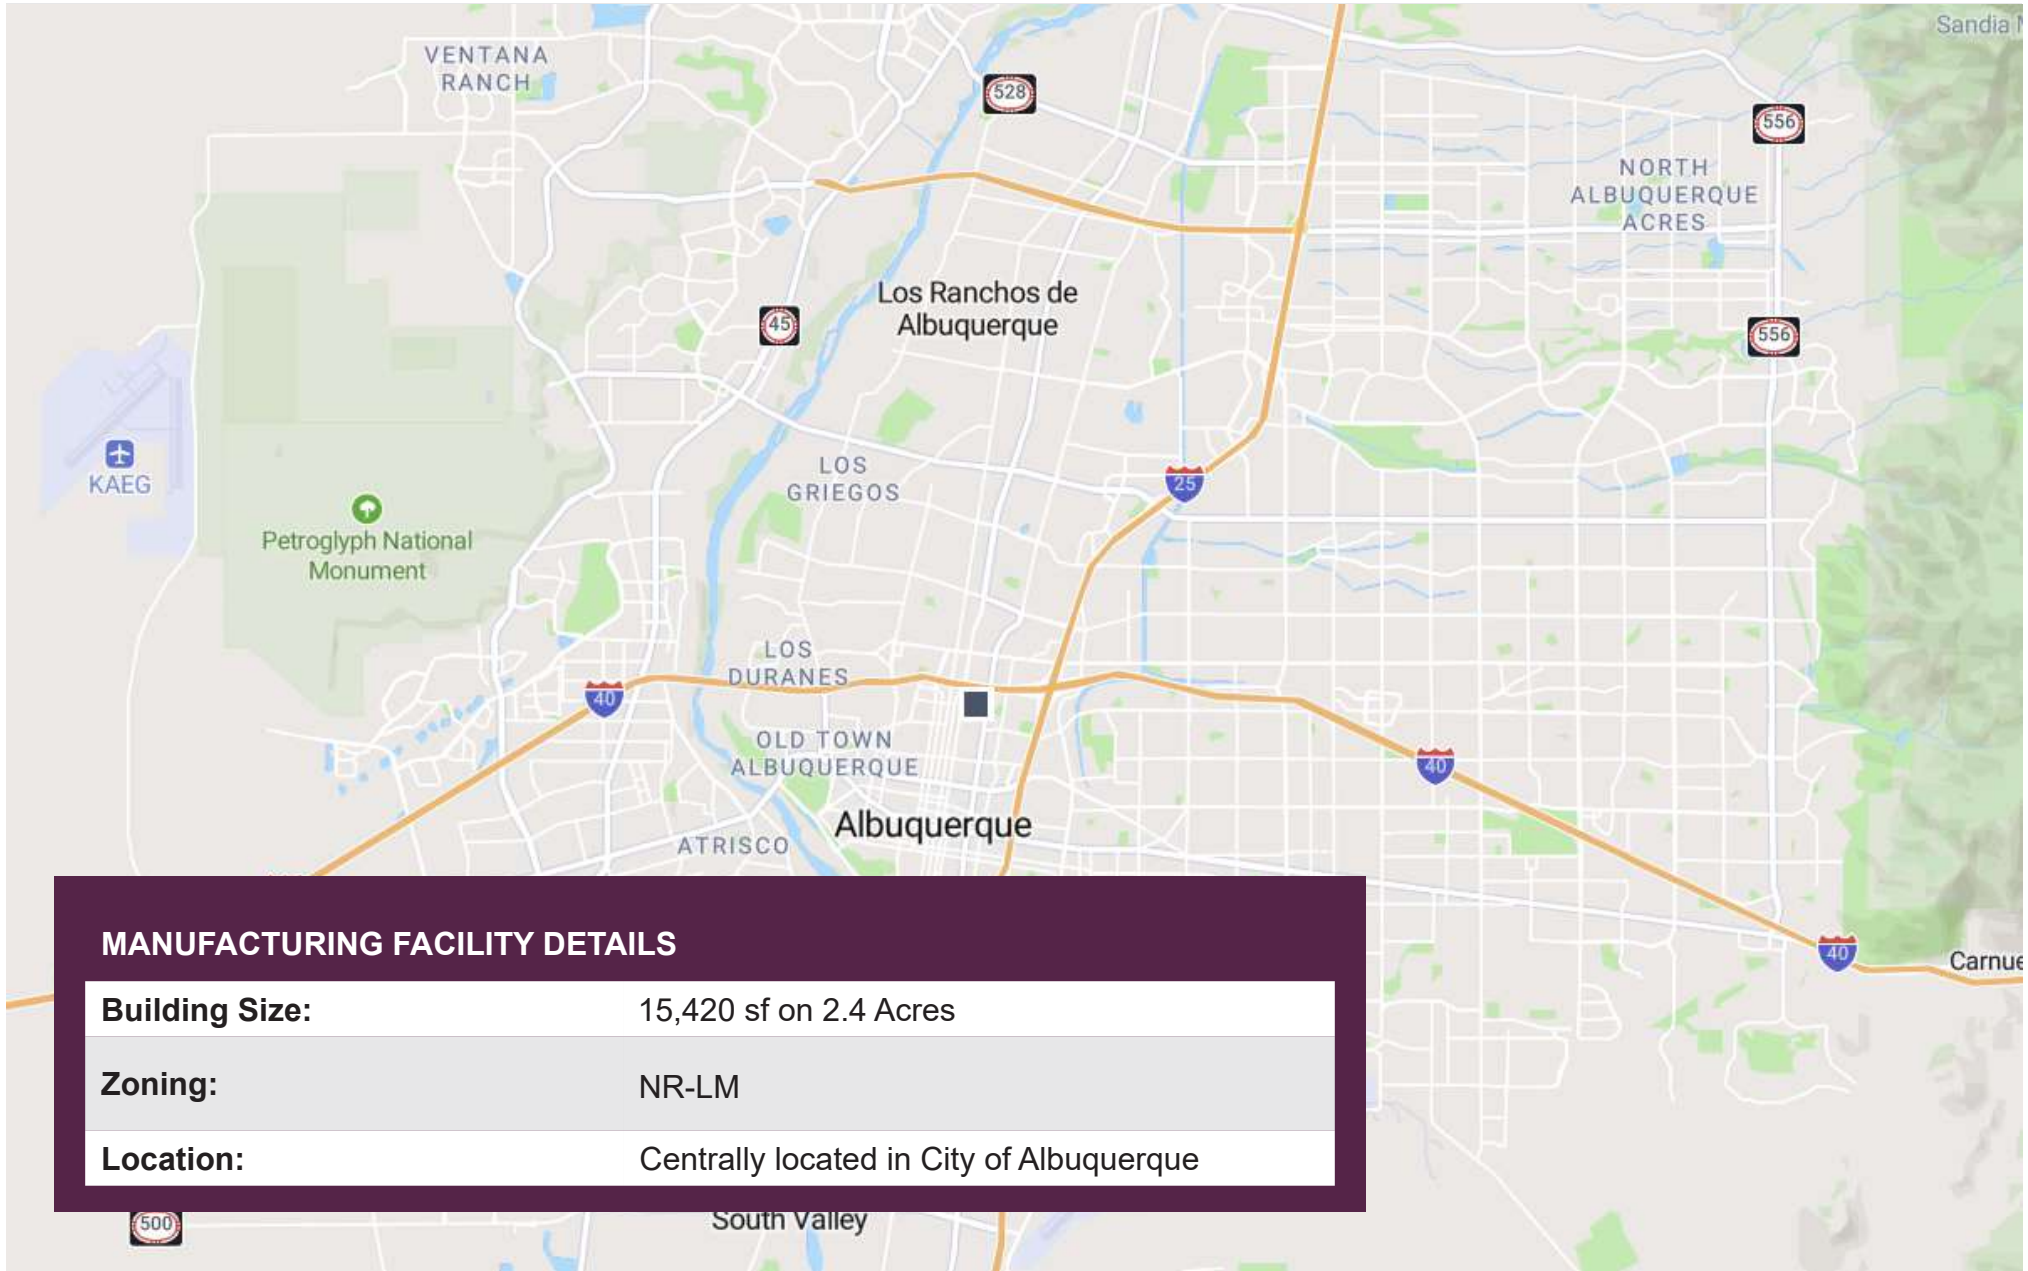 Sandia
VENTANA
RANCH
528
556
NORTH
ALBUQUERQUE
ACRES
Los Ranchos de
Albuquerque
45
556
KAEG
LOS
GRIEGOS
25
Petroglyph National
Monument
LOS
DURANES
40
OLD TOWN
ALBUQUERQUE
40
Albuquerque
ATRISCO
MANUFACTURING FACILITY DETAILS
40
Carnue
Building Size: 15,420 sf on 2.4 Acres
Zoning: NR-LM
Location: Centrally located in City of Albuquerque
500
South Valley